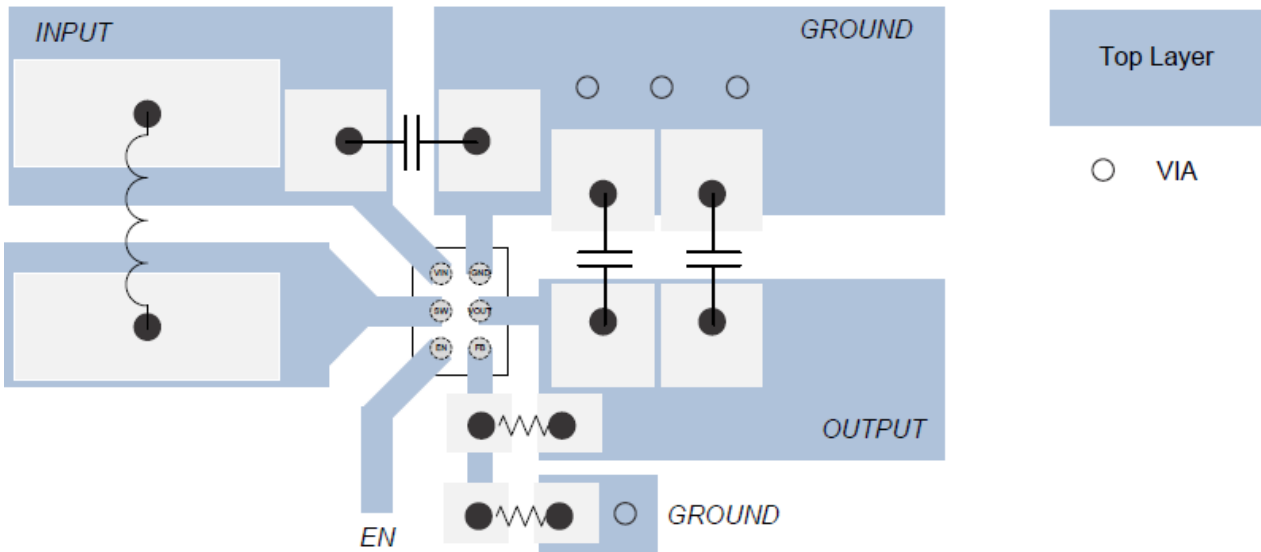 INPUT
GROUND
Top Layer
VIA
VIN
GND
SW
VOUT
EN
FB
OUTPUT
GROUND
EN